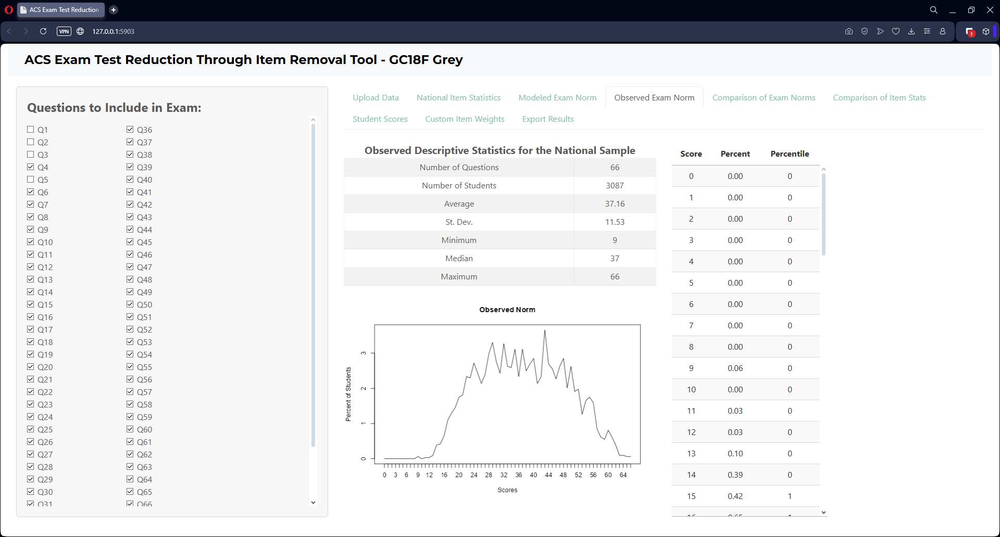 ACS Exam Test Reduction
VPN
127.0.0.1:5903
ACS Exam Test Reduction Through Item Removal Tool - GC18F Grey
Questions to Include in Exam:
Q1 Q36
Q2 Q37
Q3 Q38
Q4 Q39
Q5 Q40
Q6 Q41
Q7 Q42
Q8 Q43
Q9 Q44
Q10 Q45
Q11 Q46
Q12 Q47
Q13 Q48
Q14 Q49
Q15 Q50
Q16 Q51
Q17 Q52
Q18 Q53
Q19 Q54
Q20 Q55
Q21 Q56
Q22 Q57
Q23 Q58
Q24 Q59
Q25 Q60
Q26 Q61
Q27 Q62
Q28 Q63
Q29 Q64
Q30 Q65
Q31 Q66
Upload Data National Item Statistics Modeled Exam Norm Observed Exam Norm Comparison of Exam Norms Comparison of Item Stats
Student Scores Custom Item Weights Export Results
Observed Descriptive Statistics for the National Sample
Number of Questions 66
Number of Students 3087
Average 37.16
St. Dev. 11.53
Minimum 9
Median 37
Maximum 66
Observed Norm
Percent of Students
3
2
1
0
0 3 6 9 12 16 20 24 28 32 36 40 44 48 52 56 60 64
Scores
Score Percent Percentile
0 0.00 0
1 0.00 0
2 0.00 0
3 0.00 0
4 0.00 0
5 0.00 0
6 0.00 0
7 0.00 0
8 0.00 0
9 0.06 0
10 0.00 0
11 0.03 0
12 0.03 0
13 0.10 0
14 0.39 0
15 0.42 1
16 0.65 1